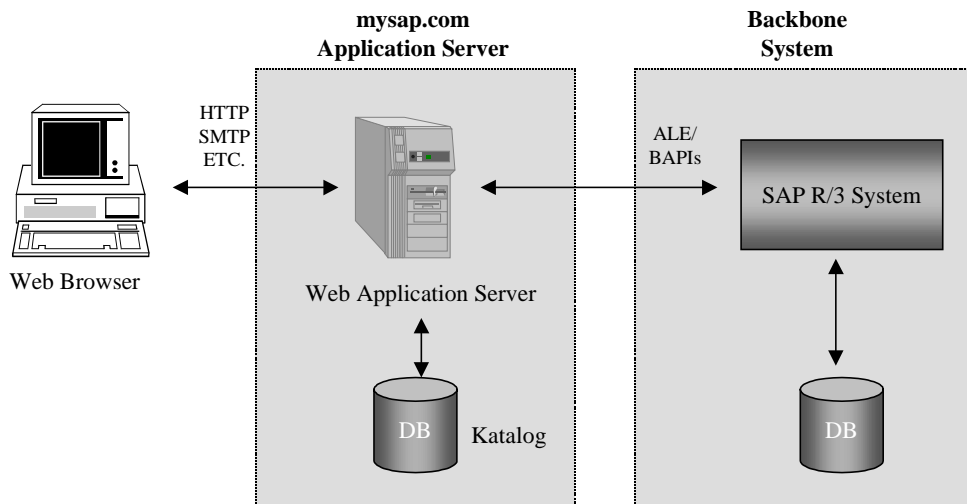 mysap.com
Application Server
Backbone
System
HTTP
SMTP
ETC.
ALE/
BAPIs
SAP R/3 System
Web Browser
Web Application Server
DB
Katalog
DB